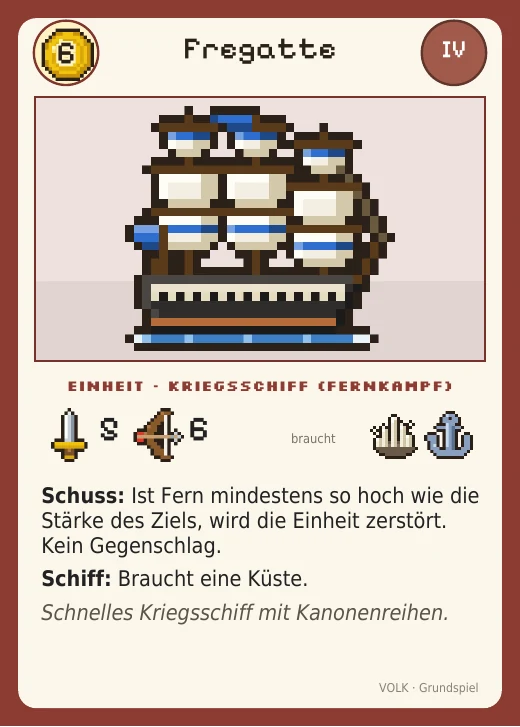 6
Fregatte
IV
EINHEIT · KRIEGSSCHIFF (FERNKAMPF)
8 6 braucht
Schuss: Ist Fern mindestens so hoch wie die
Stärke des Ziels, wird die Einheit zerstört.
Kein Gegenschlag.
Schiff: Braucht eine Küste.
Schnelles Kriegsschiff mit Kanonenreihen.
VOLK · Grundspiel